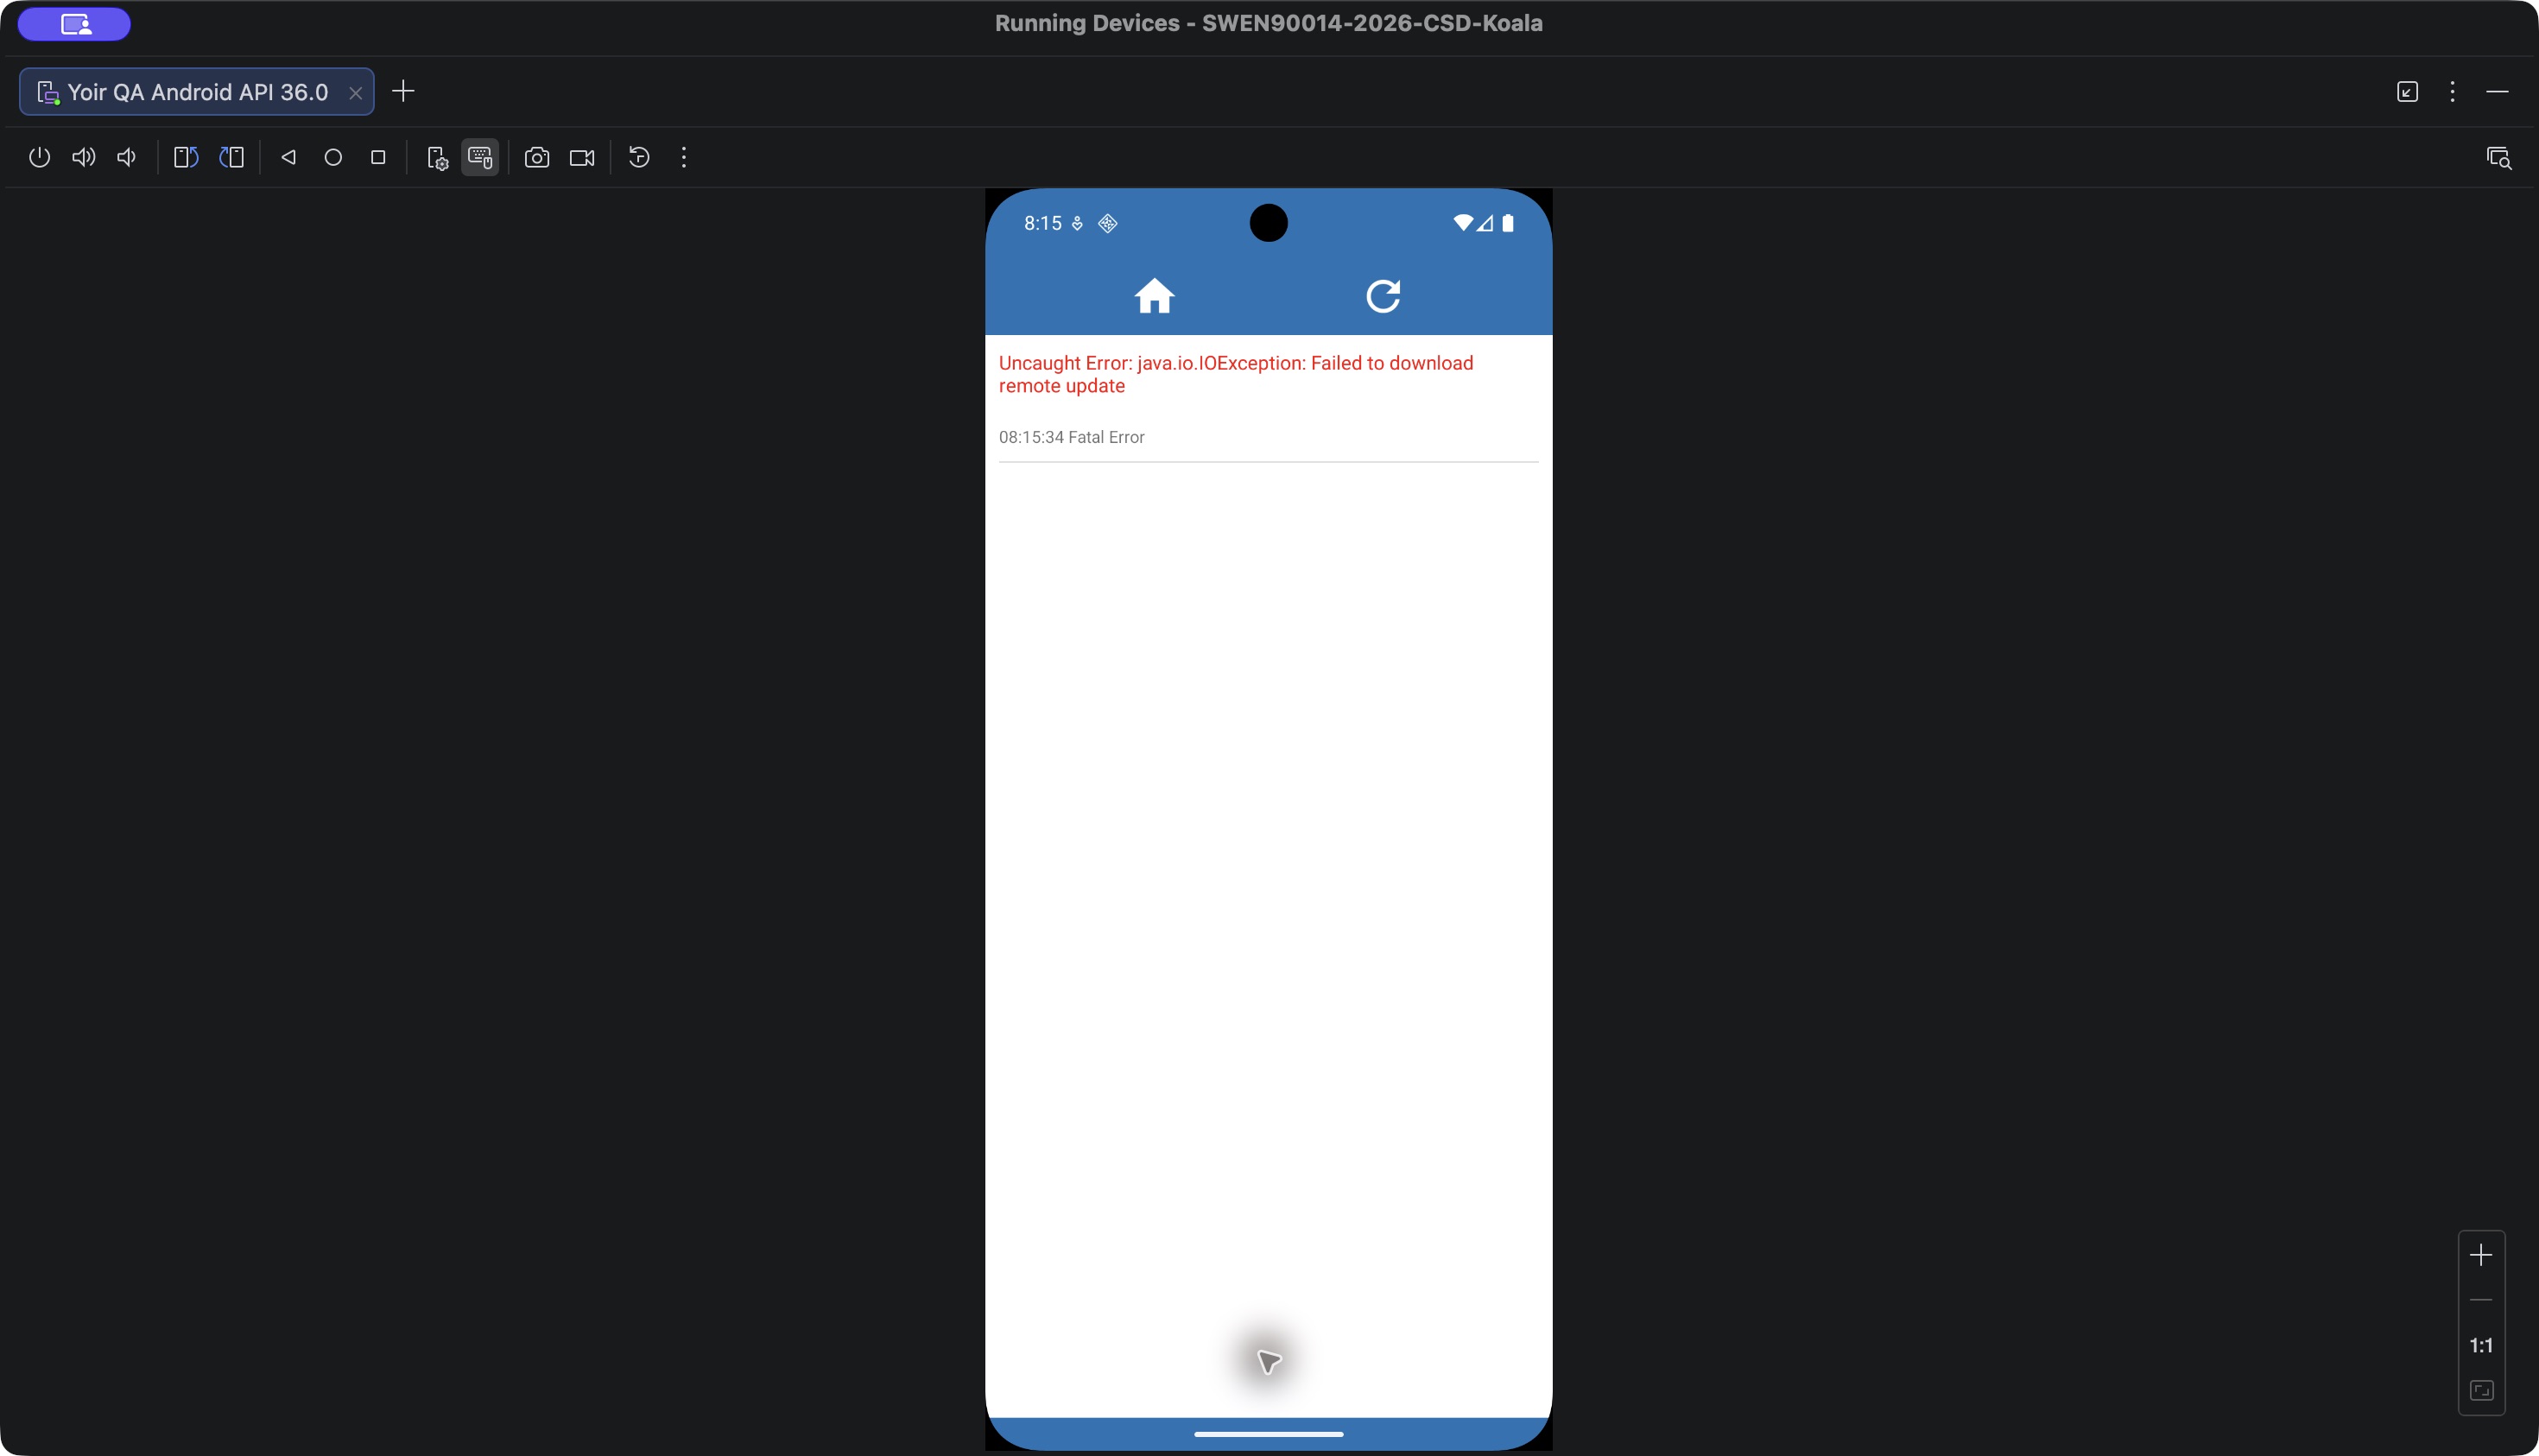 Running Devices - SWEN90014-2026-CSD-Koala
Yoir QA Android API 36.0
8:15
Uncaught Error: java.io.IOException: Failed to download
remote update
08:15:34 Fatal Error
1:1